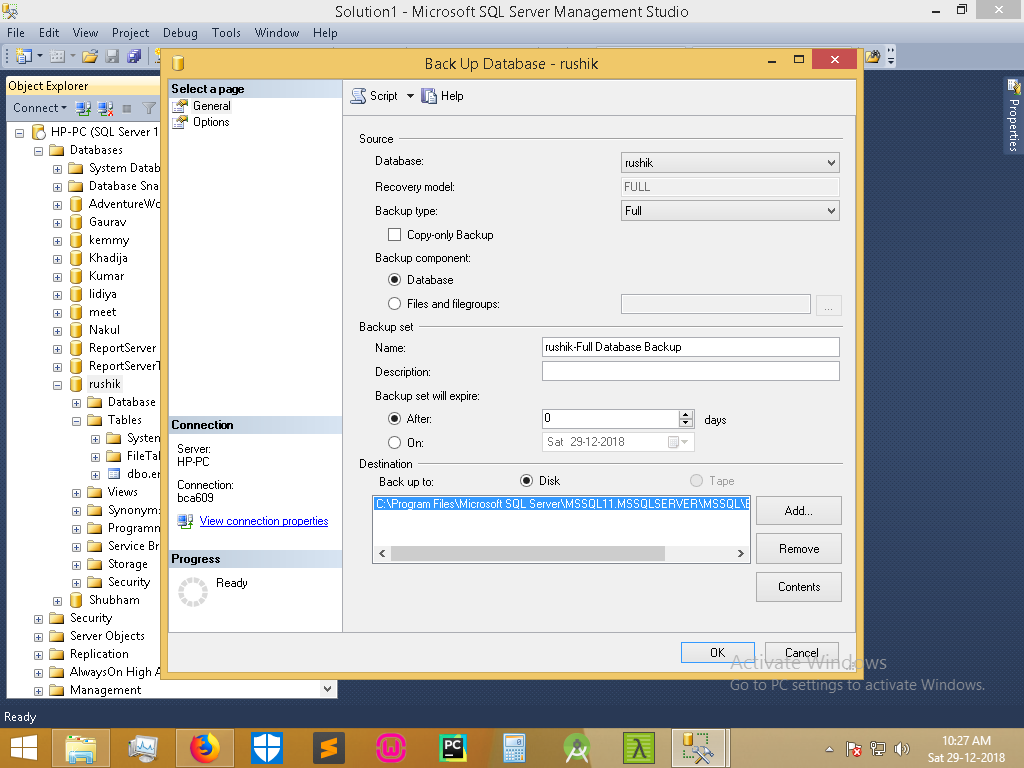 Solution1 - Microsoft SQL Server Management Studio
File Edit View Project Debug Tools Window Help
Object Explorer
Connect
HP-PC (SQL Server 1
Databases
System Datab
Database Sna
AdventureWo
Gaurav
kemmy
Khadija
Kumar
lidiya
meet
Nakul
ReportServer
ReportServerT
rushik
Database
Tables
System
FileTal
dbo.er
Views
Synonyms
Programm
Service Br
Storage
Security
Shubham
Security
Server Objects
Replication
AlwaysOn High A
Management
Back Up Database - rushik
Select a page
General
Options
Connection
Server:
HP-PC
Connection:
bca609
View connection properties
Progress
Ready
Script Help
Source
Database: rushik
Recovery model: FULL
Backup type: Full
Copy-only Backup
Backup component:
Database
Files and filegroups: ...
Backup set
Name: rushik-Full Database Backup
Description:
Backup set will expire:
After: 0 days
On: Sat 29-12-2018
Destination
Back up to: Disk Tape
C:\Program Files\Microsoft SQL Server\MSSQL11.MSSQLSERVER\MSSQL\B
Add...
Remove
Contents
OK Cancel
Properties
Activate Windows
Go to PC settings to activate Windows.
Ready
PC
10:27 AM
Sat 29-12-2018